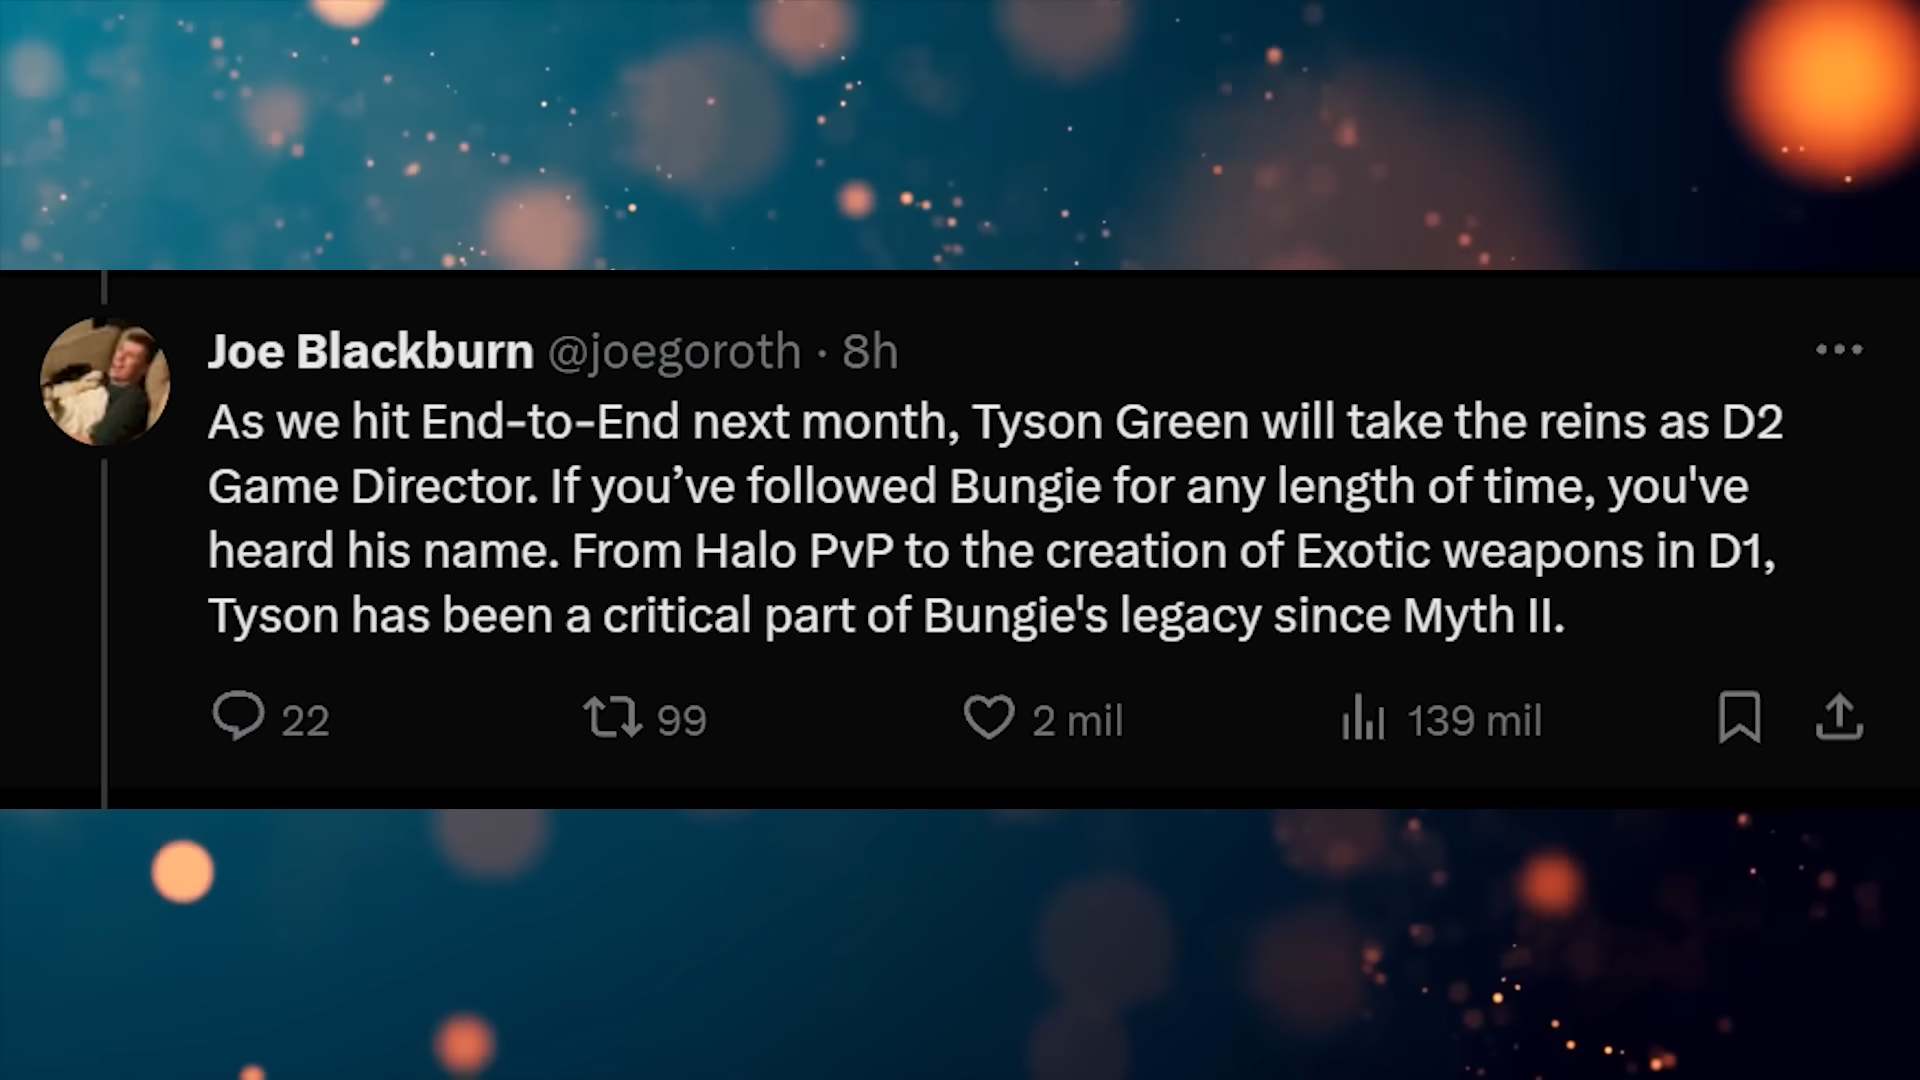 Joe Blackburn @joegoroth · 8h
As we hit End-to-End next month, Tyson Green will take the reins as D2
Game Director. If you’ve followed Bungie for any length of time, you've
heard his name. From Halo PvP to the creation of Exotic weapons in D1,
Tyson has been a critical part of Bungie's legacy since Myth II.
22 99 2 mil 139 mil